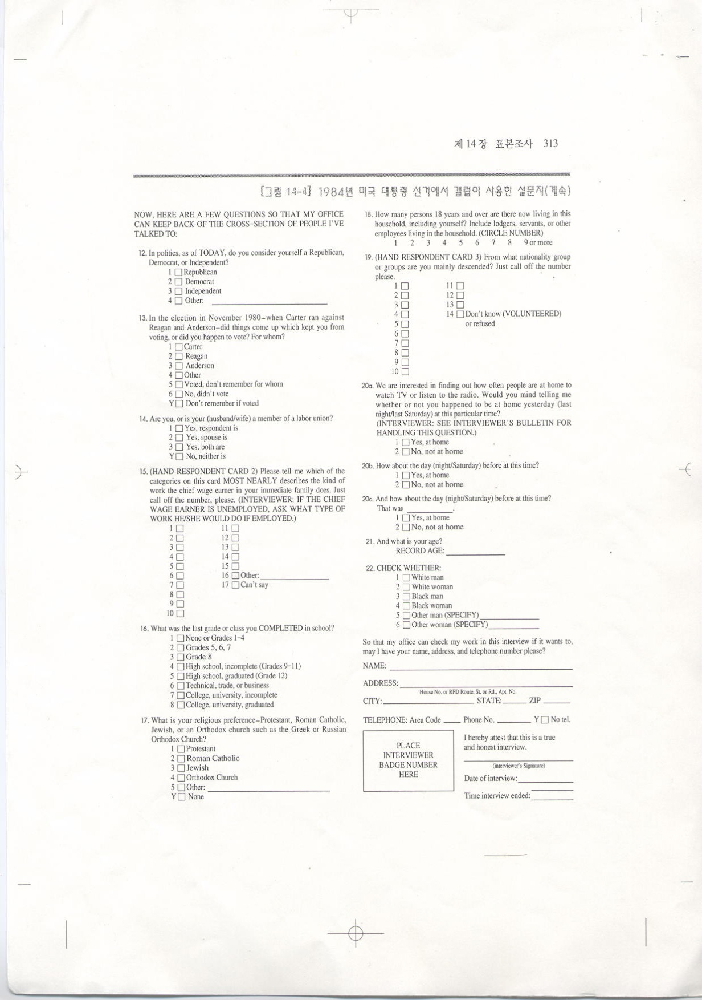 제 14 장 표본조사 313
[그림 14-4] 1984년 미국 대통령 선거에서 갤럽이 사용한 설문지(계속)
NOW, HERE ARE A FEW QUESTIONS SO THAT MY OFFICE
CAN KEEP BACK OF THE CROSS-SECTION OF PEOPLE I'VE
TALKED TO:
12. In politics, as of TODAY, do you consider yourself a Republican,
Democrat, or Independent?
1 □ Republican
2 □ Democrat
3 □ Independent
4 □ Other:
13. In the election in November 1980–when Carter ran against
Reagan and Anderson–did things come up which kept you from
voting, or did you happen to vote? For whom?
1 □ Carter
2 □ Reagan
3 □ Anderson
4 □ Other
5 □ Voted, don't remember for whom
6 □ No, didn't vote
Y □ Don't remember if voted
14. Are you, or is your (husband/wife) a member of a labor union?
1 □ Yes, respondent is
2 □ Yes, spouse is
3 □ Yes, both are
Y □ No, neither is
15. (HAND RESPONDENT CARD 2) Please tell me which of the
categories on this card MOST NEARLY describes the kind of
work the chief wage earner in your immediate family does. Just
call off the number, please. (INTERVIEWER: IF THE CHIEF
WAGE EARNER IS UNEMPLOYED, ASK WHAT TYPE OF
WORK HE/SHE WOULD DO IF EMPLOYED.)
1 □ 11 □
2 □ 12 □
3 □ 13 □
4 □ 14 □
5 □ 15 □
6 □ 16 □ Other:
7 □ 17 □ Can't say
8 □
9 □
10 □
16. What was the last grade or class you COMPLETED in school?
1 □ None or Grades 1–4
2 □ Grades 5, 6, 7
3 □ Grade 8
4 □ High school, incomplete (Grades 9–11)
5 □ High school, graduated (Grade 12)
6 □ Technical, trade, or business
7 □ College, university, incomplete
8 □ College, university, graduated
17. What is your religious preference–Protestant, Roman Catholic,
Jewish, or an Orthodox church such as the Greek or Russian
Orthodox Church?
1 □ Protestant
2 □ Roman Catholic
3 □ Jewish
4 □ Orthodox Church
5 □ Other:
Y □ None
18. How many persons 18 years and over are there now living in this
household, including yourself? Include lodgers, servants, or other
employees living in the household. (CIRCLE NUMBER)
1 2 3 4 5 6 7 8 9 or more
19. (HAND RESPONDENT CARD 3) From what nationality group
or groups are you mainly descended? Just call off the number
please.
1 □ 11 □
2 □ 12 □
3 □ 13 □
4 □ 14 □ Don't know (VOLUNTEERED)
5 □ or refused
6 □
7 □
8 □
9 □
10 □
20a. We are interested in finding out how often people are at home to
watch TV or listen to the radio. Would you mind telling me
whether or not you happened to be at home yesterday (last
night/last Saturday) at this particular time?
(INTERVIEWER: SEE INTERVIEWER'S BULLETIN FOR
HANDLING THIS QUESTION.)
1 □ Yes, at home
2 □ No, not at home
20b. How about the day (night/Saturday) before at this time?
1 □ Yes, at home
2 □ No, not at home
20c. And how about the day (night/Saturday) before at this time?
That was ________.
1 □ Yes, at home
2 □ No, not at home
21. And what is your age?
RECORD AGE:
22. CHECK WHETHER:
1 □ White man
2 □ White woman
3 □ Black man
4 □ Black woman
5 □ Other man (SPECIFY)
6 □ Other woman (SPECIFY)
So that my office can check my work in this interview if it wants to,
may I have your name, address, and telephone number please?
NAME:
ADDRESS:
House No. or RFD Route, St. or Rd., Apt. No.
CITY: STATE: ZIP
TELEPHONE: Area Code ____ Phone No. ____ Y □ No tel.
PLACE
INTERVIEWER
BADGE NUMBER
HERE
I hereby attest that this is a true
and honest interview.
(interviewer's Signature)
Date of interview:
Time interview ended: